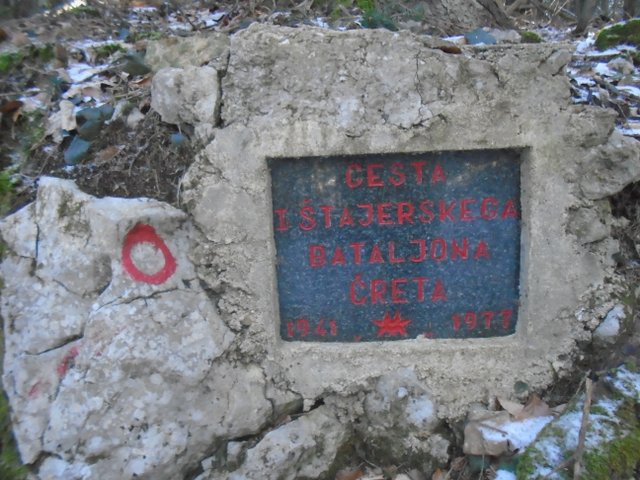 CESTA
I ŠTAJERSKEGA
BATALJONA
ČRETA
1941 1977